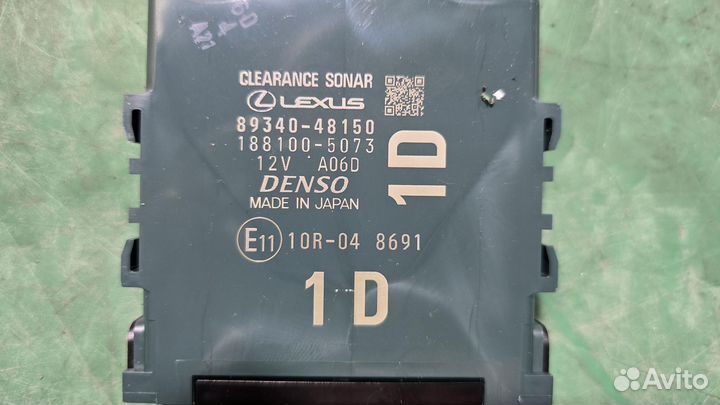 CLEARANCE SONAR
LEXUS
89340-48150
188100-5073
12V A06D
DENSO
MADE IN JAPAN
1D
E11 10R-04 8691
1D
Avito